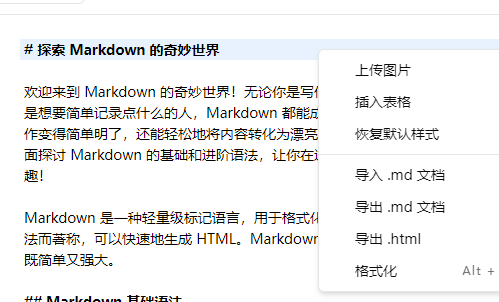 # 探索 Markdown 的奇妙世界
欢迎来到 Markdown 的奇妙世界！无论你是写
是想要简单记录点什么的人，Markdown 都能
作变得简单明了，还能轻松地将内容转化为漂亮
面探讨 Markdown 的基础和进阶语法，让你在
趣！
Markdown 是一种轻量级标记语言，用于格式
法而著称，可以快速地生成 HTML。Markdown
既简单又强大。
## Markdown 基础语法
上传图片
插入表格
恢复默认样式
导入 .md 文档
导出 .md 文档
导出 .html
格式化 Alt +